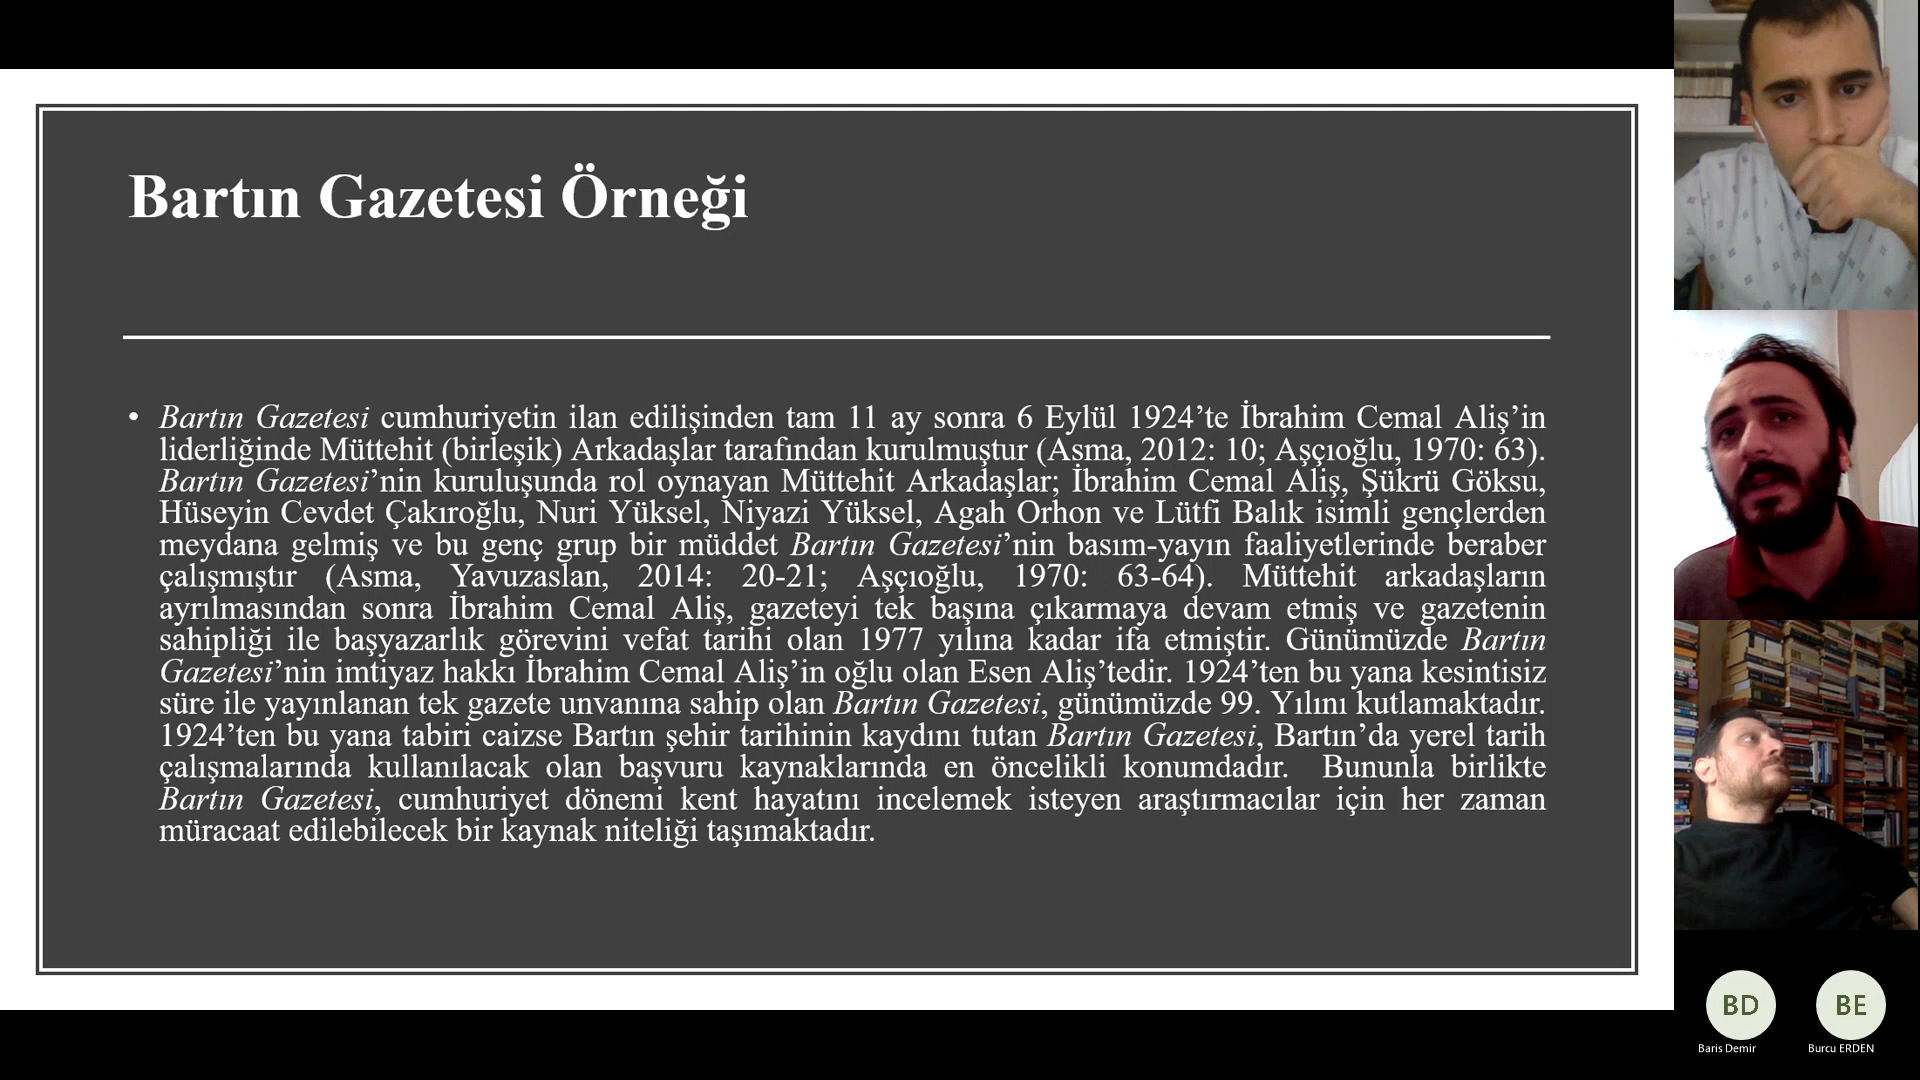 Bartın Gazetesi Örneği
• Bartın Gazetesi cumhuriyetin ilan edilişinden tam 11 ay sonra 6 Eylül 1924’te İbrahim Cemal Aliş’in
liderliğinde Müttehit (birleşik) Arkadaşlar tarafından kurulmuştur (Asma, 2012: 10; Aşçıoğlu, 1970: 63).
Bartın Gazetesi’nin kuruluşunda rol oynayan Müttehit Arkadaşlar; İbrahim Cemal Aliş, Şükrü Göksu,
Hüseyin Cevdet Çakıroğlu, Nuri Yüksel, Niyazi Yüksel, Agah Orhon ve Lütfi Balık isimli gençlerden
meydana gelmiş ve bu genç grup bir müddet Bartın Gazetesi’nin basım-yayın faaliyetlerinde beraber
çalışmıştır (Asma, Yavuzaslan, 2014: 20-21; Aşçıoğlu, 1970: 63-64). Müttehit arkadaşların
ayrılmasından sonra İbrahim Cemal Aliş, gazeteyi tek başına çıkarmaya devam etmiş ve gazetenin
sahipliği ile başyazarlık görevini vefat tarihi olan 1977 yılına kadar ifa etmiştir. Günümüzde Bartın
Gazetesi’nin imtiyaz hakkı İbrahim Cemal Aliş’in oğlu olan Esen Aliş’tedir. 1924’ten bu yana kesintisiz
süre ile yayınlanan tek gazete unvanına sahip olan Bartın Gazetesi, günümüzde 99. Yılını kutlamaktadır.
1924’ten bu yana tabiri caizse Bartın şehir tarihinin kaydını tutan Bartın Gazetesi, Bartın’da yerel tarih
çalışmalarında kullanılacak olan başvuru kaynaklarında en öncelikli konumdadır. Bununla birlikte
Bartın Gazetesi, cumhuriyet dönemi kent hayatını incelemek isteyen araştırmacılar için her zaman
müracaat edilebilecek bir kaynak niteliği taşımaktadır.
BD
BE
Baris Demir
Burcu ERDEN